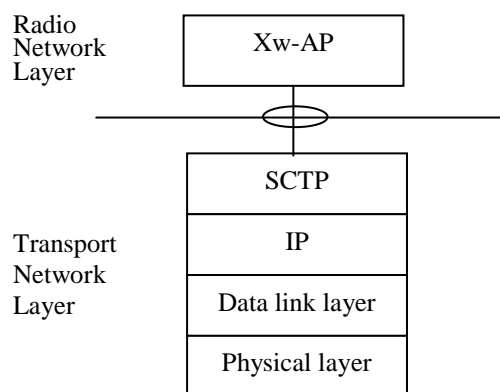 Radio
Network
Layer
Xw-AP
SCTP
IP
Transport
Network
Layer
Data link layer
Physical layer